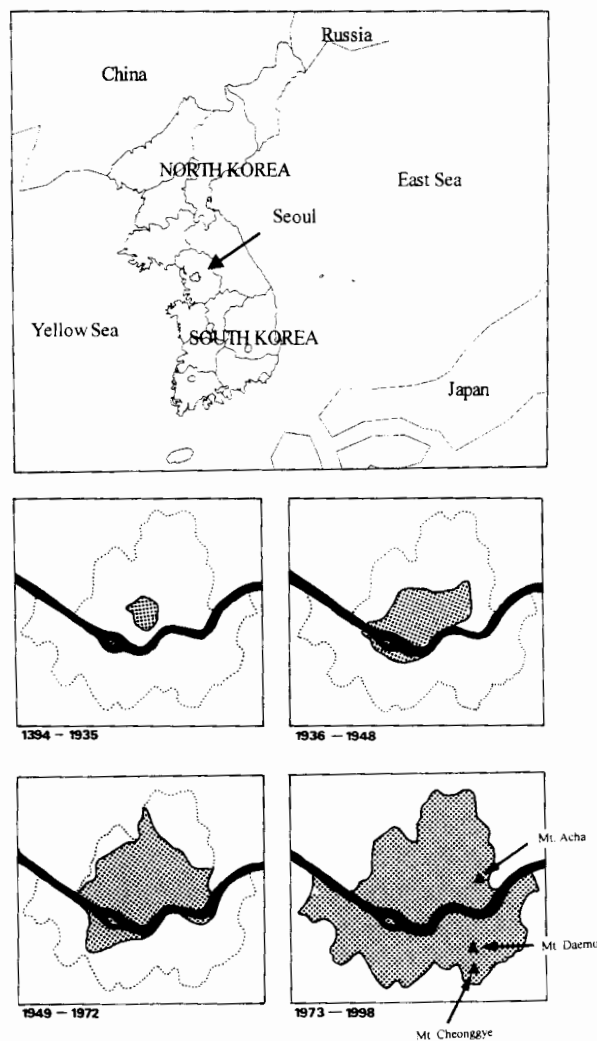 Russia
China
NORTH KOREA
East Sea
Seoul
Yellow Sea
SOUTH KOREA
Japan
1394 – 1935
1936 – 1948
Mt. Acha
Mt Daemo
1949 – 1972
1973 – 1998
Mt Cheonggye